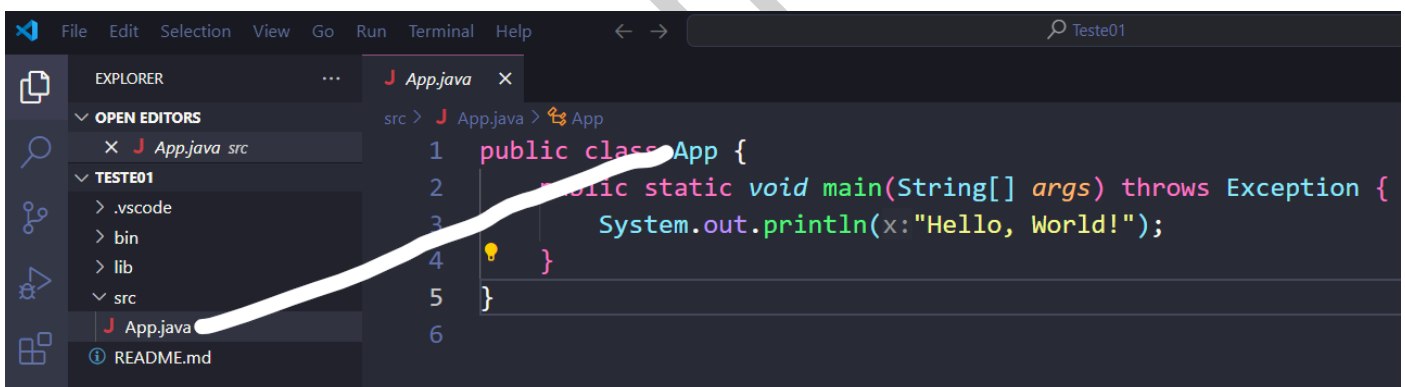 File Edit Selection View Go Run Terminal Help Teste01
EXPLORER ...
OPEN EDITORS
App.java src
TESTE01
.vscode
bin
lib
src
App.java
README.md
App.java
src > App.java > App
1 public class App {
2 public static void main(String[] args) throws Exception {
3 System.out.println(x:"Hello, World!");
4 }
5 }
6